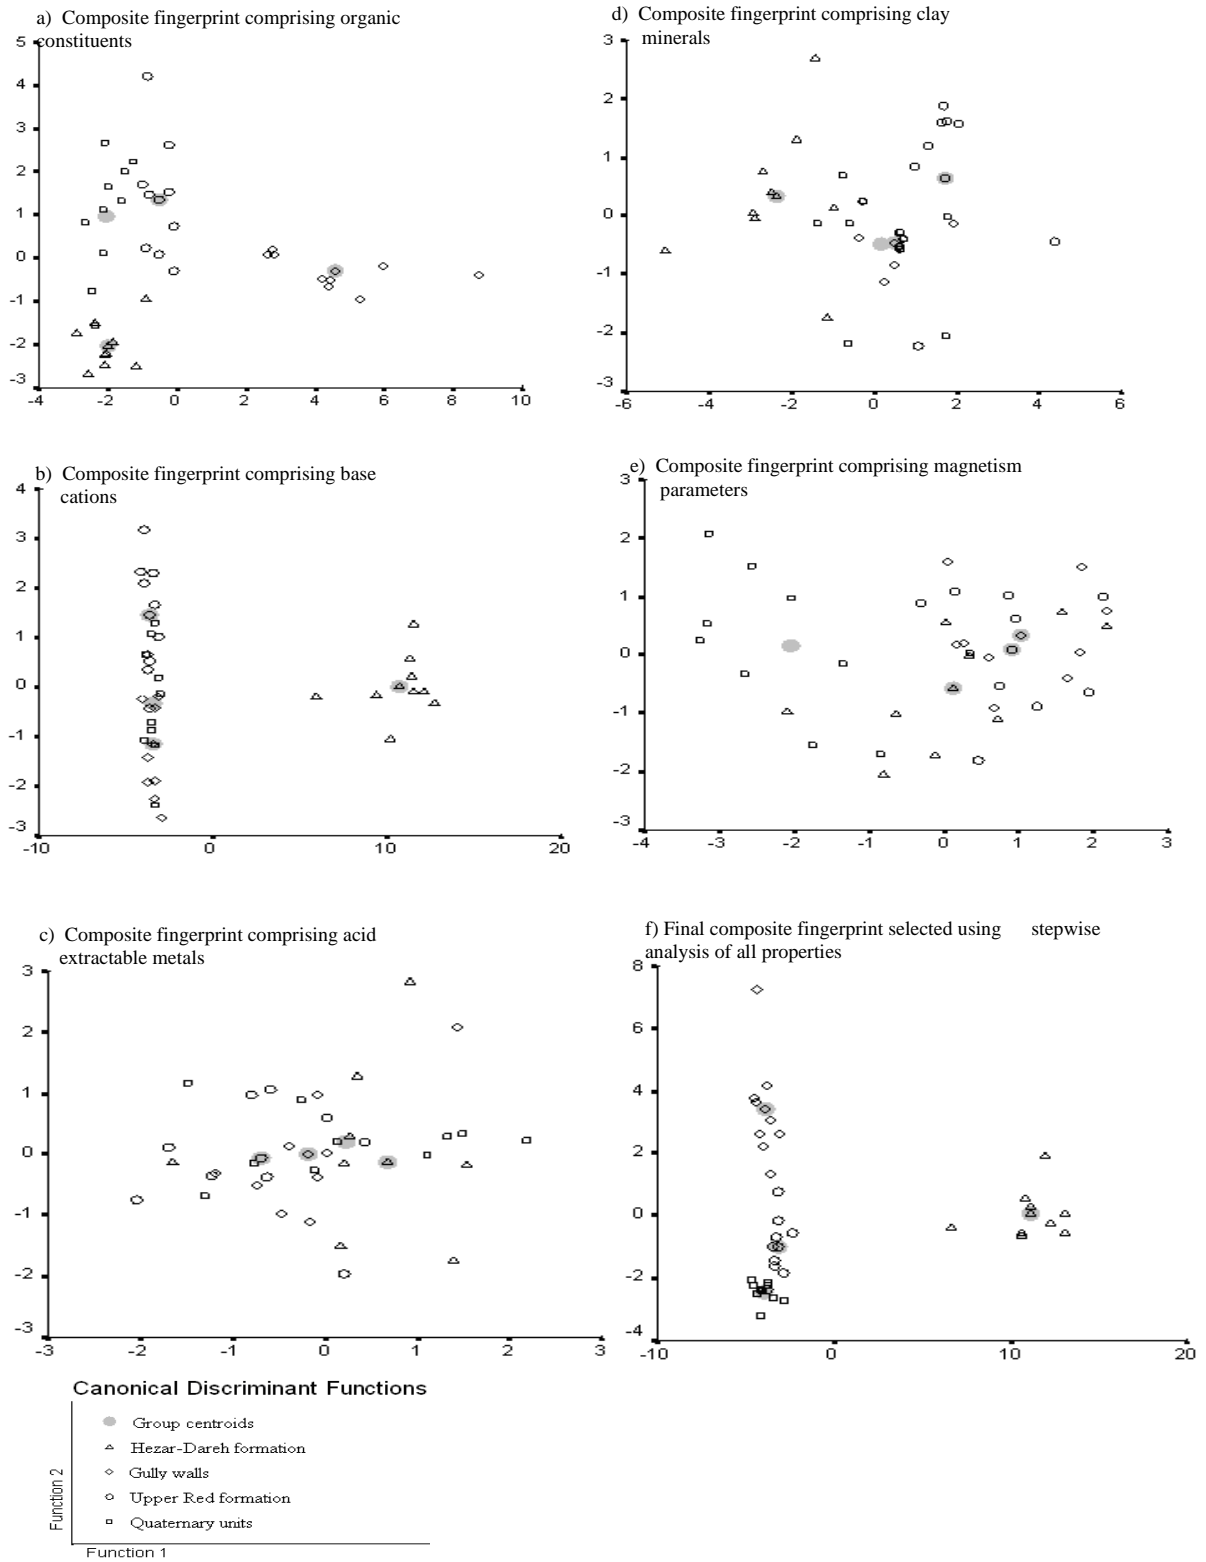 a) Composite fingerprint comprising organic
constituents
5
4
3
2
1
0
-1
-2
-3
-4 -2 0 2 4 6 8 10
d) Composite fingerprint comprising clay
minerals
3
2
1
0
-1
-2
-3
-6 -4 -2 0 2 4 6
b) Composite fingerprint comprising base
cations
4
3
2
1
0
-1
-2
-3
-10 0 10 20
e) Composite fingerprint comprising magnetism
parameters
3
2
1
0
-1
-2
-3
-4 -3 -2 -1 0 1 2 3
c) Composite fingerprint comprising acid
extractable metals
3
2
1
0
-1
-2
-3
-3 -2 -1 0 1 2 3
f) Final composite fingerprint selected using stepwise
analysis of all properties
8
6
4
2
0
-2
-4
-10 0 10 20
Canonical Discriminant Functions
Group centroids
Hezar-Dareh formation
Gully walls
Upper Red formation
Quaternary units
Function 2
Function 1